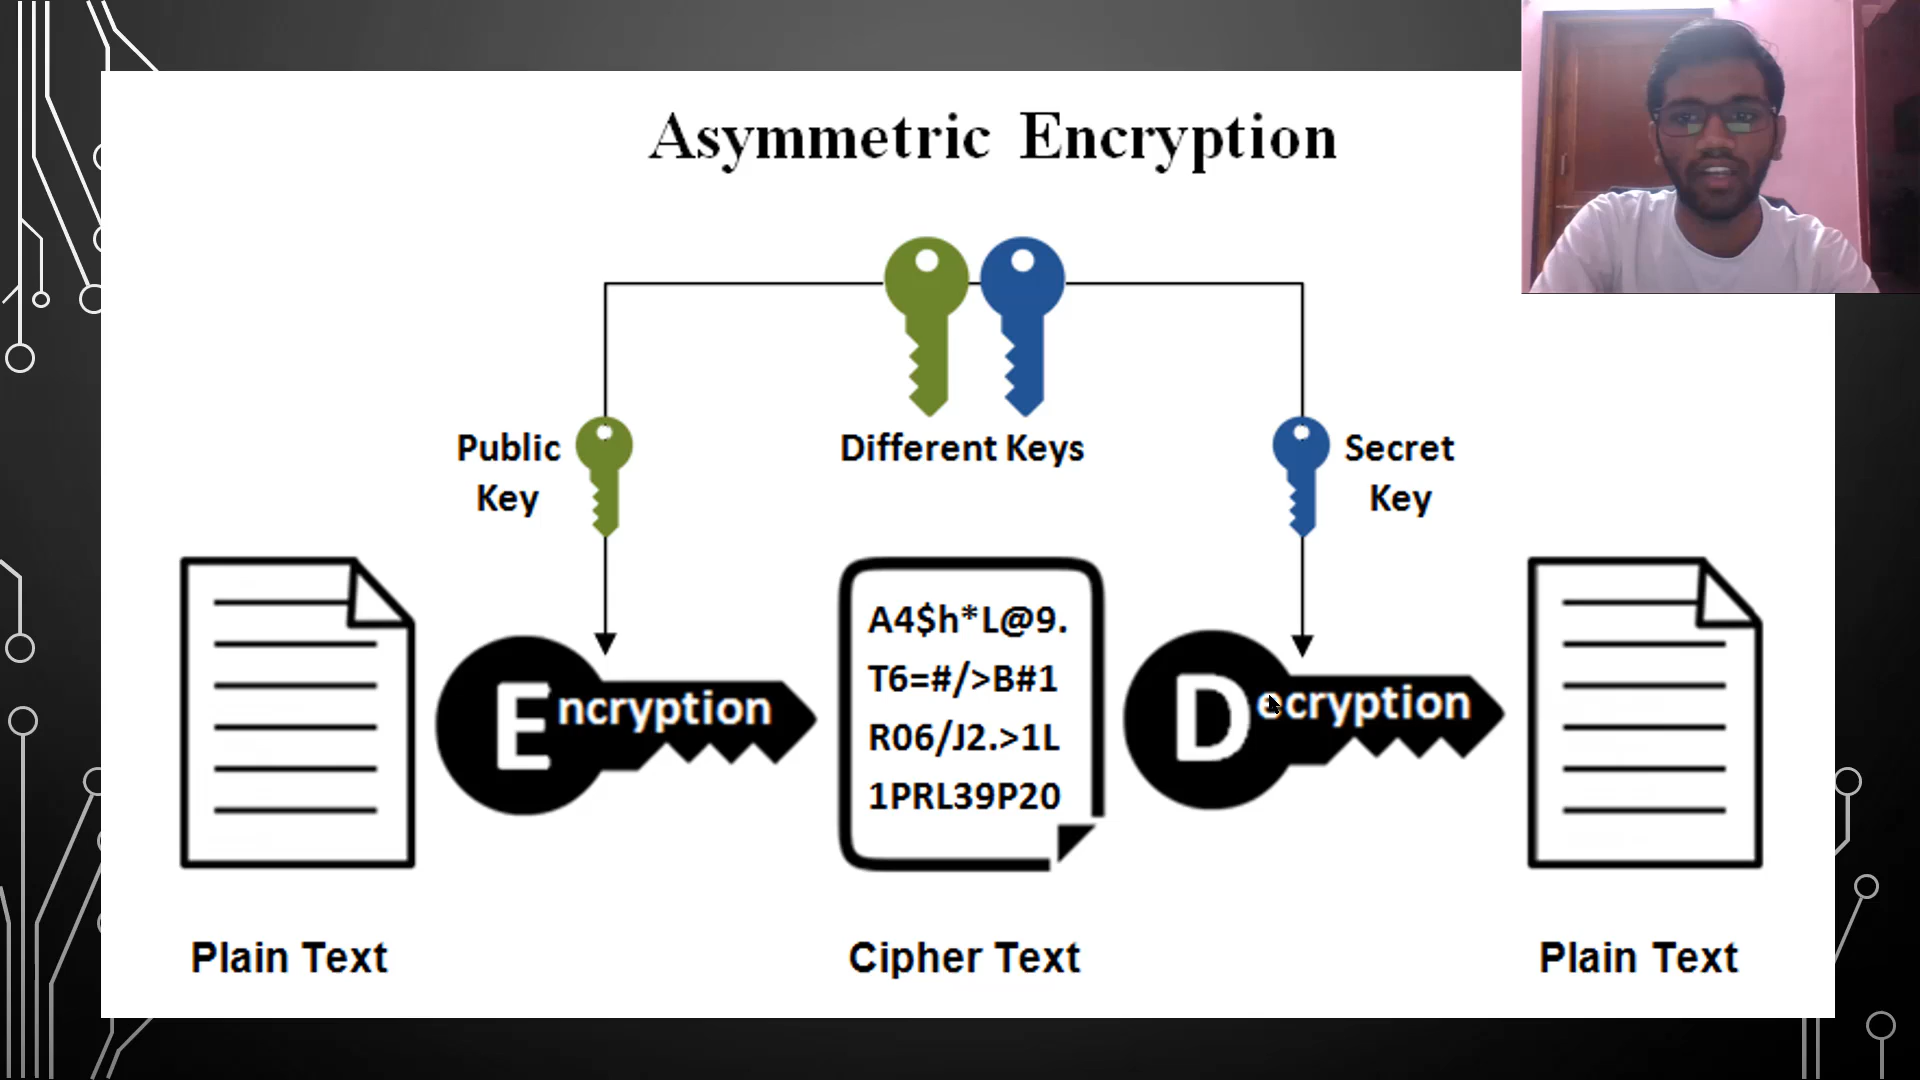 Asymmetric Encryption
Public
Key
Different Keys
Secret
Key
A4$h*L@9.
T6=#/>B#1
R06/J2.>1L
1PRL39P20
Encryption
Decryption
Plain Text
Cipher Text
Plain Text